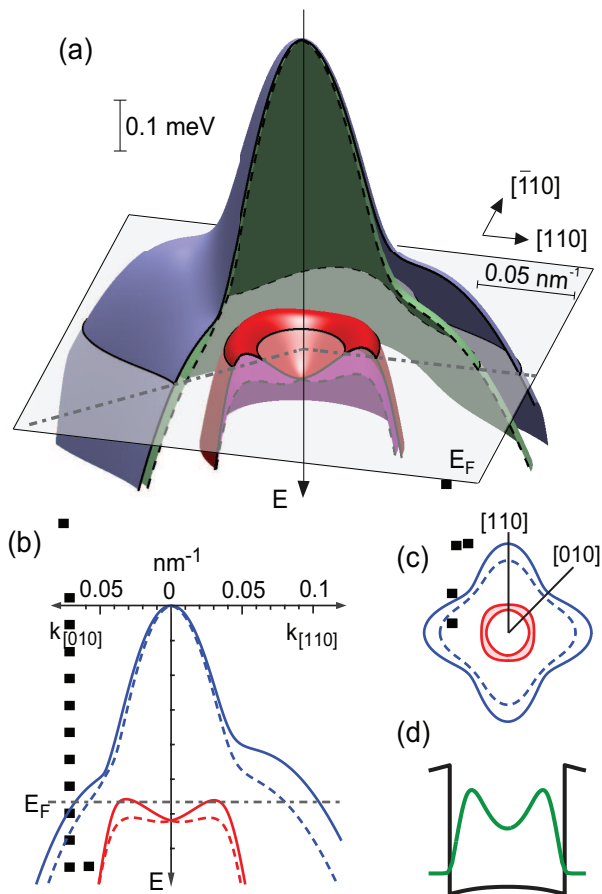 (a)
0.1 meV
[1̄10]
[110]
0.05 nm⁻¹
E_F
E
(b)
nm⁻¹
0.05 0 0.05 0.1
k_[010] k_[110]
E_F
E
(c)
[110]
[010]
(d)